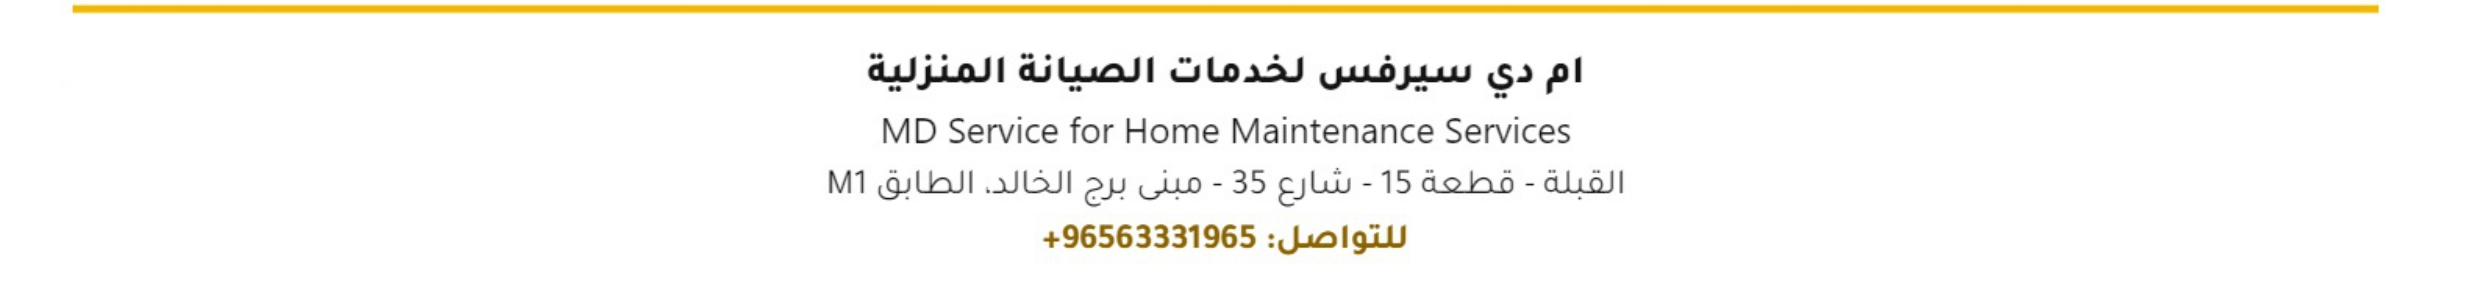 ام دي سيرفس لخدمات الصيانة المنزلية
MD Service for Home Maintenance Services
القبلة - قطعة 15 - شارع 35 - مبنى برج الخالد، الطابق M1
للتواصل: 96563331965+